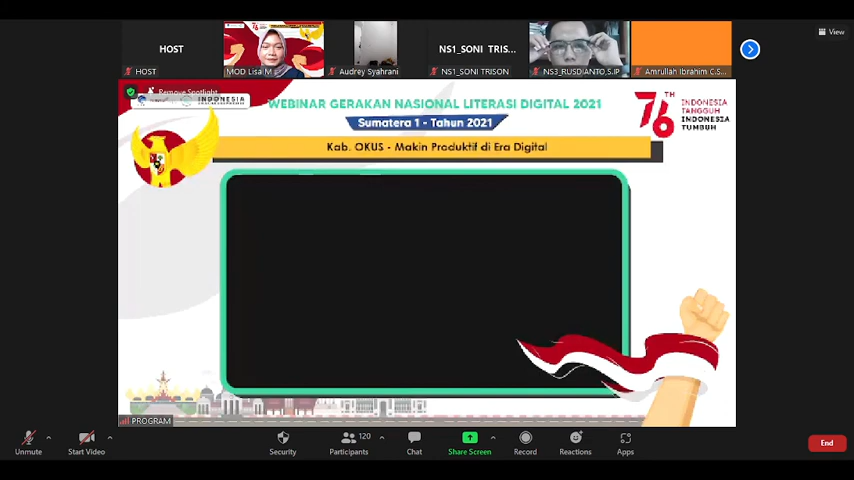 HOST
NS1_SONI TRIS...
View
HOST
MOD Lisa M
Audrey Syahrani
NS1_SONI TRISON
NS3_RUSDIANTO,S.IP
Amrullah Ibrahim C.S...
Remove Spotlight
INDONESIA
WEBINAR GERAKAN NASIONAL LITERASI DIGITAL 2021
Sumatera 1 - Tahun 2021
Kab. OKUS - Makin Produktif di Era Digital
76 TH
INDONESIA
TANGGUH
INDONESIA
TUMBUH
PROGRAM
120
Unmute
Start Video
Security
Participants
Chat
Share Screen
Record
Reactions
Apps
End